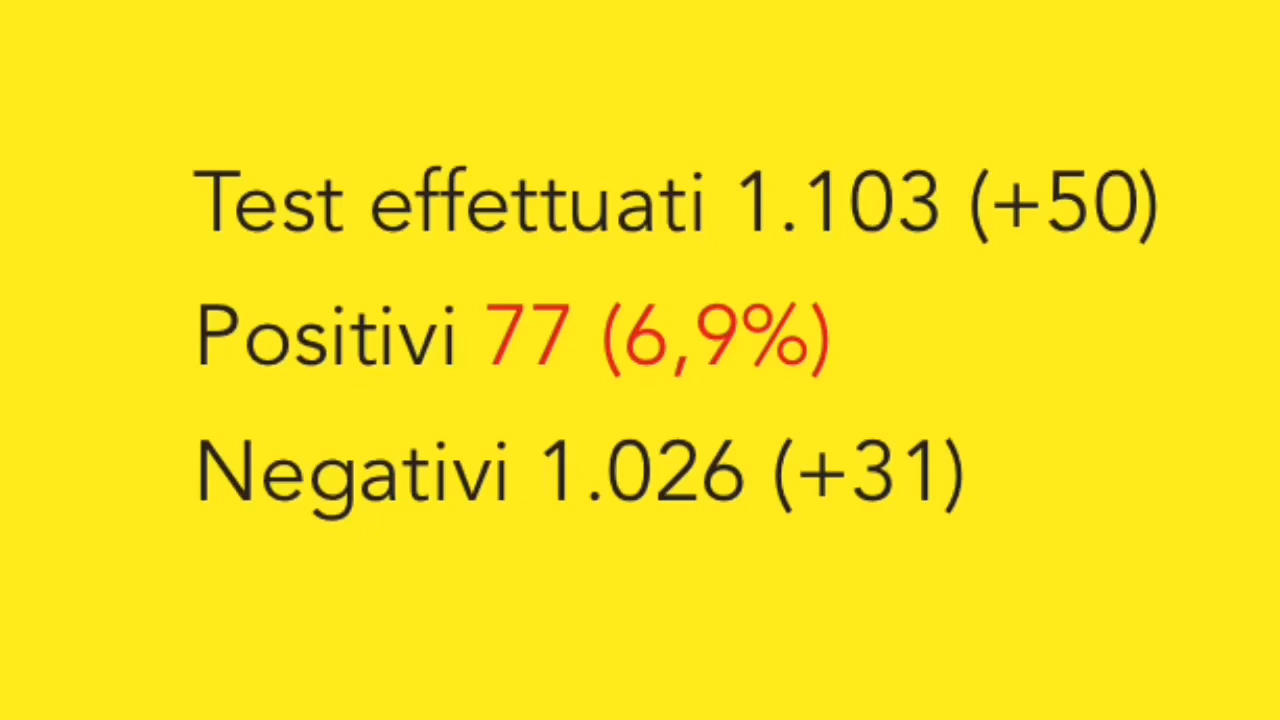 Test effettuati 1.103 (+50)
Positivi 77 (6,9%)
Negativi 1.026 (+31)